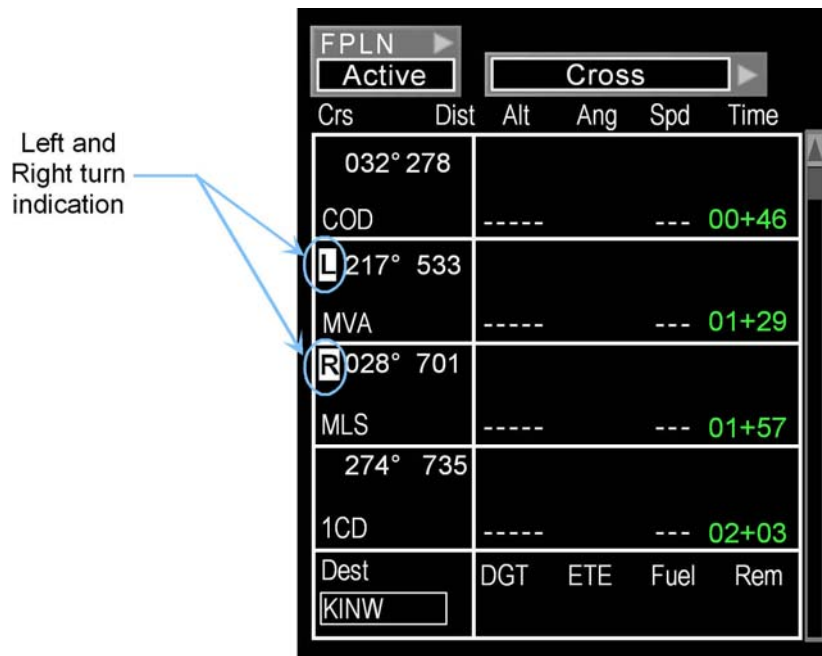 FPLN
Active
Cross
Crs Dist Alt Ang Spd Time
Left and
Right turn
indication
032° 278
COD ----- --- 00+46
L 217° 533
MVA ----- --- 01+29
R 028° 701
MLS ----- --- 01+57
274° 735
1CD ----- --- 02+03
Dest DGT ETE Fuel Rem
KINW